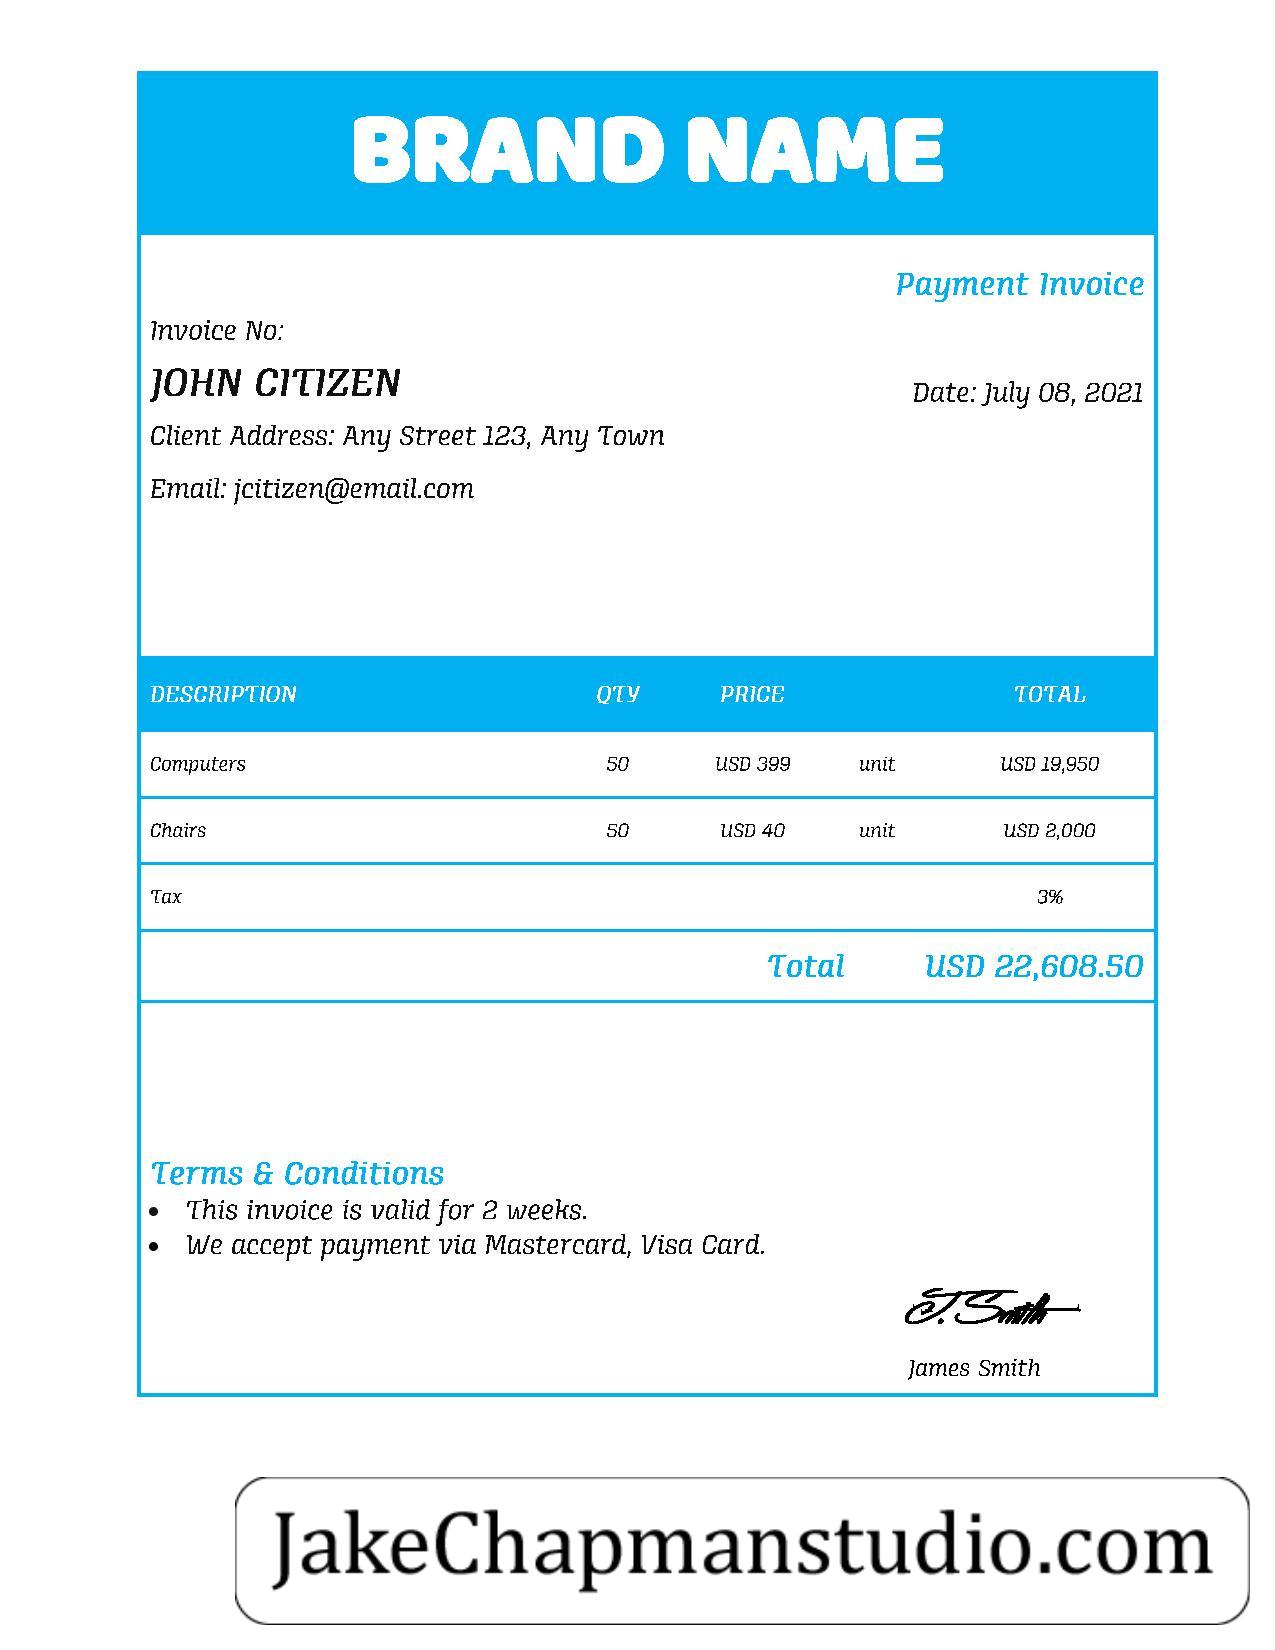 BRAND NAME
Payment Invoice
Invoice No:
JOHN CITIZEN
Date: July 08, 2021
Client Address: Any Street 123, Any Town
Email: jcitizen@email.com
DESCRIPTION QTY PRICE TOTAL
Computers 50 USD 399 unit USD 19,950
Chairs 50 USD 40 unit USD 2,000
Tax 3%
Total USD 22,608.50
Terms & Conditions
• This invoice is valid for 2 weeks.
• We accept payment via Mastercard, Visa Card.
J. Smith
James Smith
JakeChapmanstudio.com